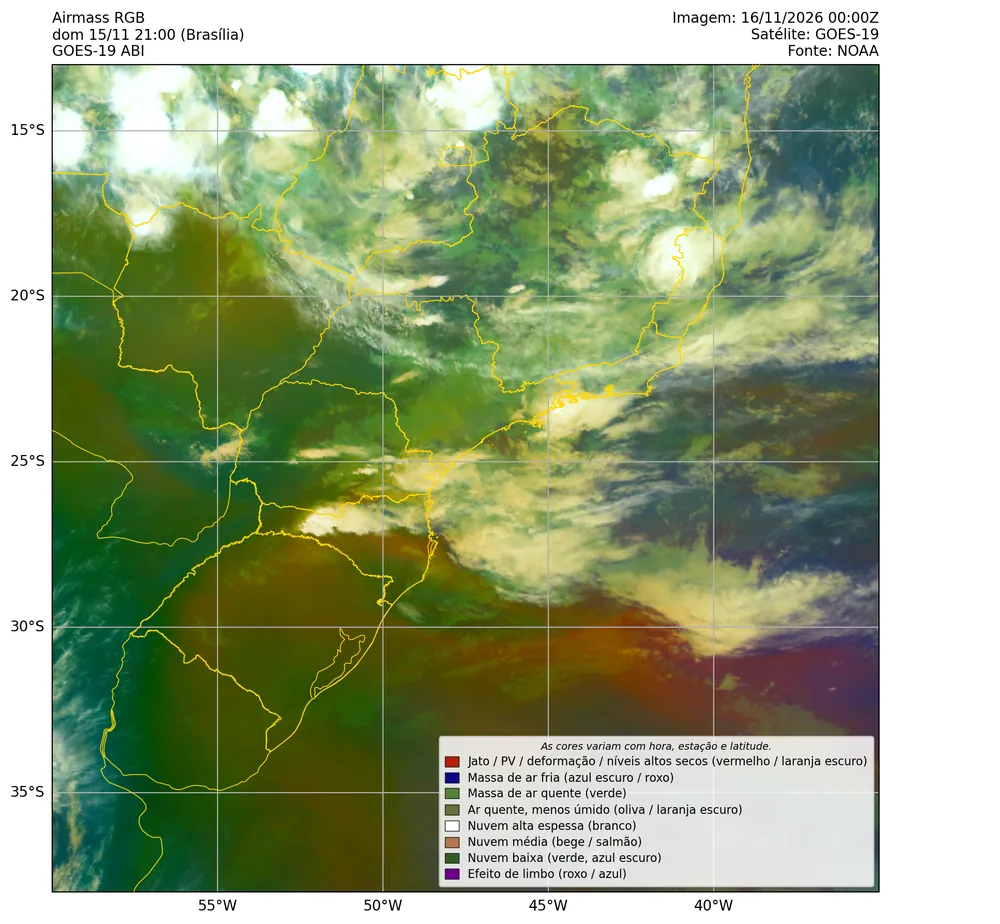 Airmass RGB
dom 15/11 21:00 (Brasília)
GOES-19 ABI
Imagem: 16/11/2026 00:00Z
Satélite: GOES-19
Fonte: NOAA
15°S
20°S
25°S
30°S
35°S
55°W
50°W
45°W
40°W
As cores variam com hora, estação e latitude.
Jato / PV / deformação / níveis altos secos (vermelho / laranja escuro)
Massa de ar fria (azul escuro / roxo)
Massa de ar quente (verde)
Ar quente, menos úmido (oliva / laranja escuro)
Nuvem alta espessa (branco)
Nuvem média (bege / salmão)
Nuvem baixa (verde, azul escuro)
Efeito de limbo (roxo / azul)